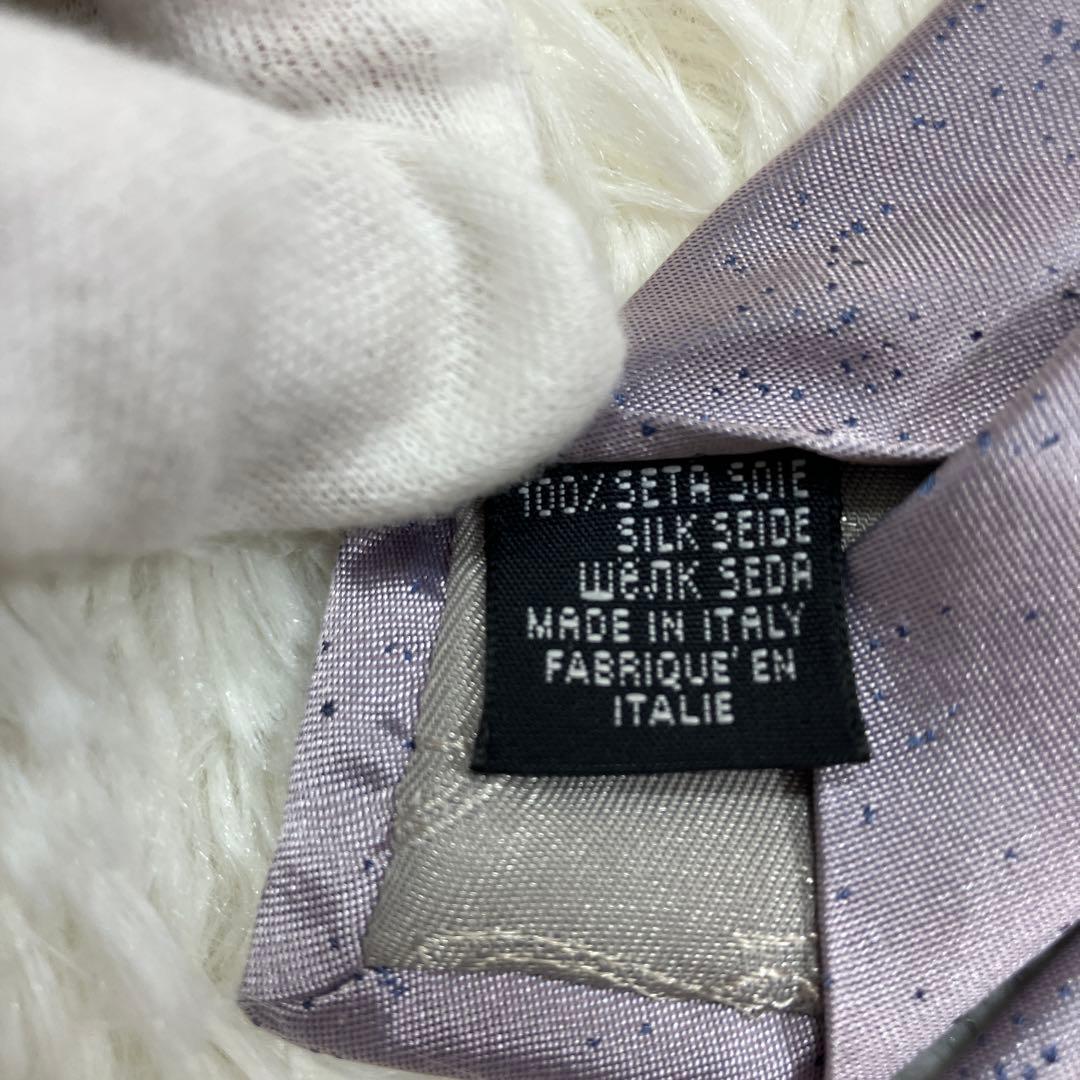 100% SETA SOIE
SILK SEIDE
шёлк SEDA
MADE IN ITALY
FABRIQUE' EN
ITALIE